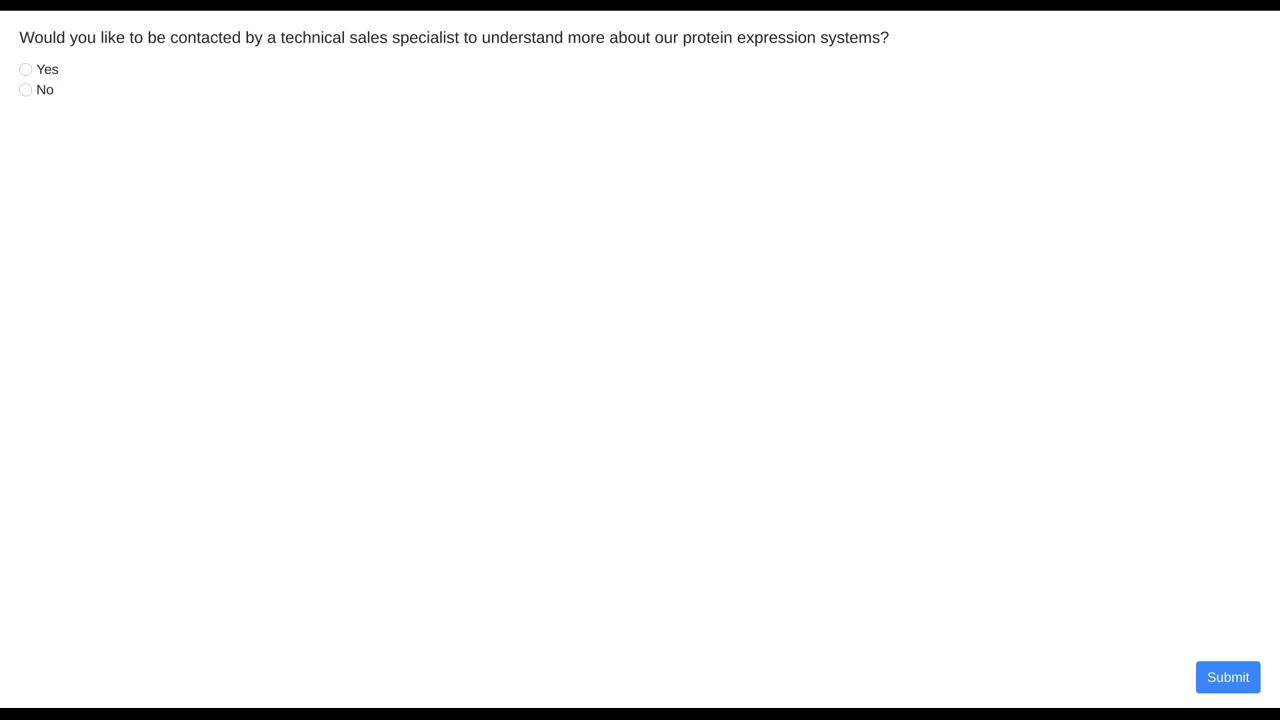 Would you like to be contacted by a technical sales specialist to understand more about our protein expression systems?
Yes
No
Submit